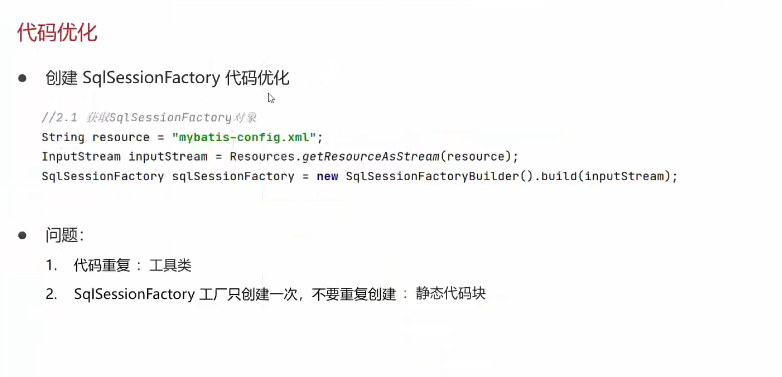 代码优化
● 创建 SqlSessionFactory 代码优化
//2.1 获取SqlSessionFactory对象
String resource = "mybatis-config.xml";
InputStream inputStream = Resources.getResourceAsStream(resource);
SqlSessionFactory sqlSessionFactory = new SqlSessionFactoryBuilder().build(inputStream);
● 问题：
1. 代码重复 ：工具类
2. SqlSessionFactory 工厂只创建一次，不要重复创建 ：静态代码块